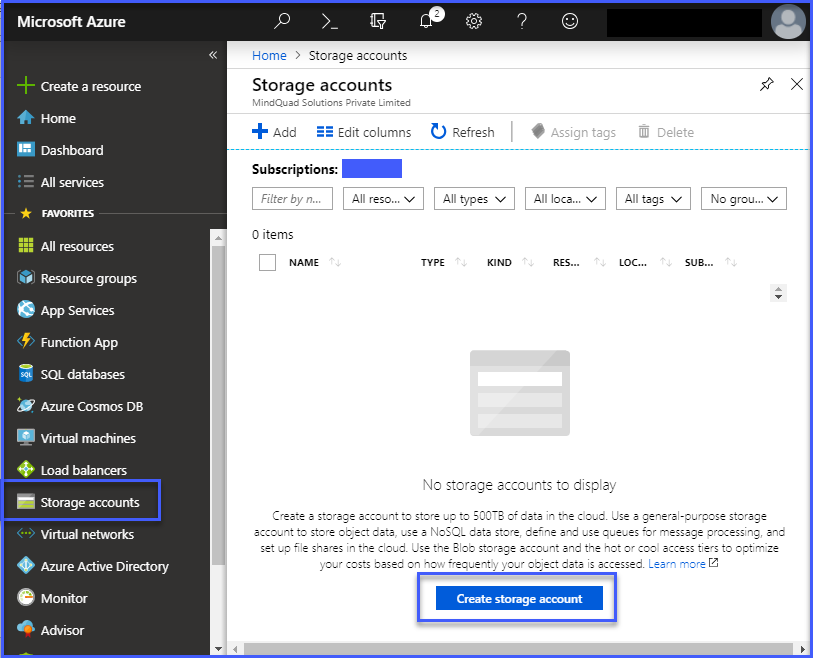 Microsoft Azure
2
«
Create a resource
Home
Dashboard
All services
FAVORITES
All resources
Resource groups
App Services
Function App
SQL
SQL databases
Azure Cosmos DB
Virtual machines
Load balancers
Storage accounts
Virtual networks
Azure Active Directory
Monitor
Advisor
Home > Storage accounts
Storage accounts
MindQuad Solutions Private Limited
Add Edit columns Refresh Assign tags Delete
Subscriptions:
Filter by n... All reso... All types All loca... All tags No grou...
0 items
NAME TYPE KIND RES... LOC... SUB...
No storage accounts to display
Create a storage account to store up to 500TB of data in the cloud. Use a general-purpose storage
account to store object data, use a NoSQL data store, define and use queues for message processing, and
set up file shares in the cloud. Use the Blob storage account and the hot or cool access tiers to optimize
your costs based on how frequently your object data is accessed. Learn more
Create storage account